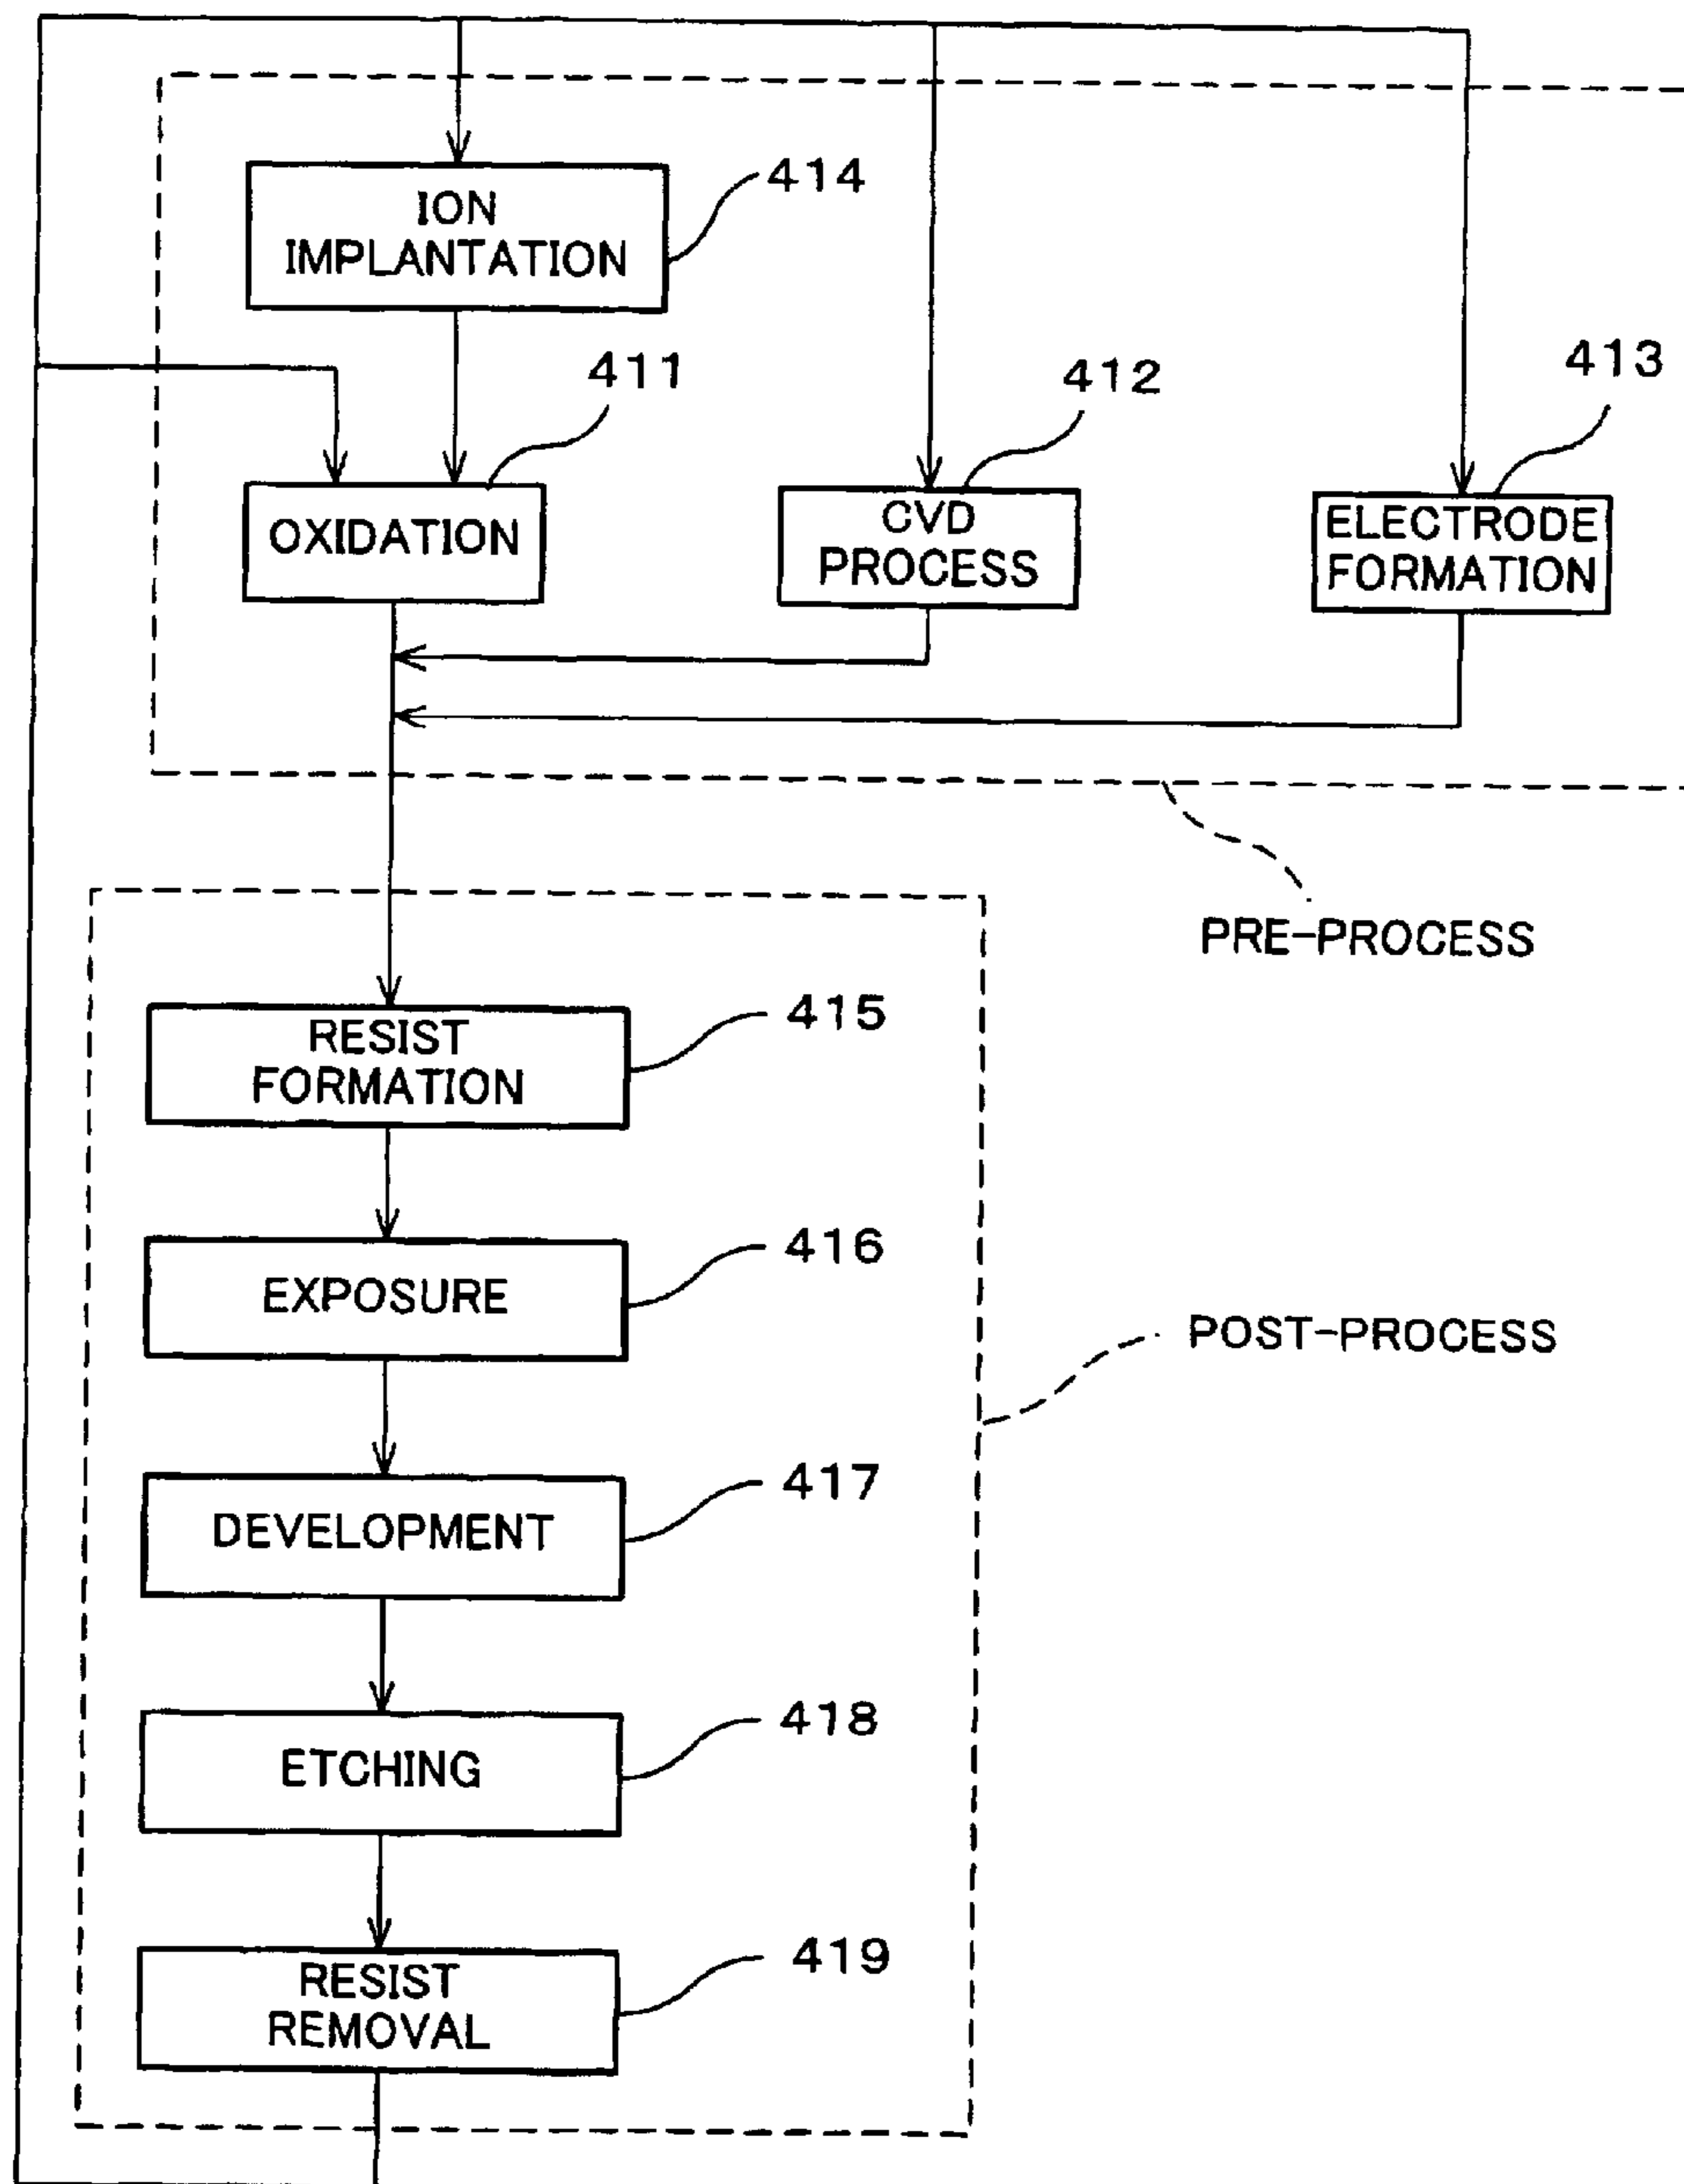 414
ION
IMPLANTATION
411
412
413
OXIDATION
CVD
PROCESS
ELECTRODE
FORMATION
PRE-PROCESS
415
RESIST
FORMATION
416
EXPOSURE
POST-PROCESS
417
DEVELOPMENT
418
ETCHING
419
RESIST
REMOVAL